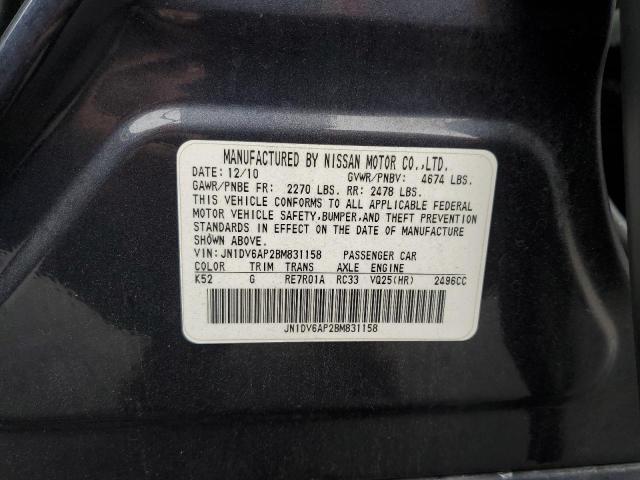 MANUFACTURED BY NISSAN MOTOR CO.,LTD.
DATE: 12/10 GVWR/PNBV: 4674 LBS.
GAWR/PNBE FR: 2270 LBS. RR: 2478 LBS.
THIS VEHICLE CONFORMS TO ALL APPLICABLE FEDERAL
MOTOR VEHICLE SAFETY,BUMPER,AND THEFT PREVENTION
STANDARDS IN EFFECT ON THE DATE OF MANUFACTURE
SHOWN ABOVE.
VIN: JN1DV6AP2BM831158 PASSENGER CAR
COLOR TRIM TRANS AXLE ENGINE
K52 G RE7R01A RC33 VQ25(HR) 2496CC
JN1DV6AP2BM831158